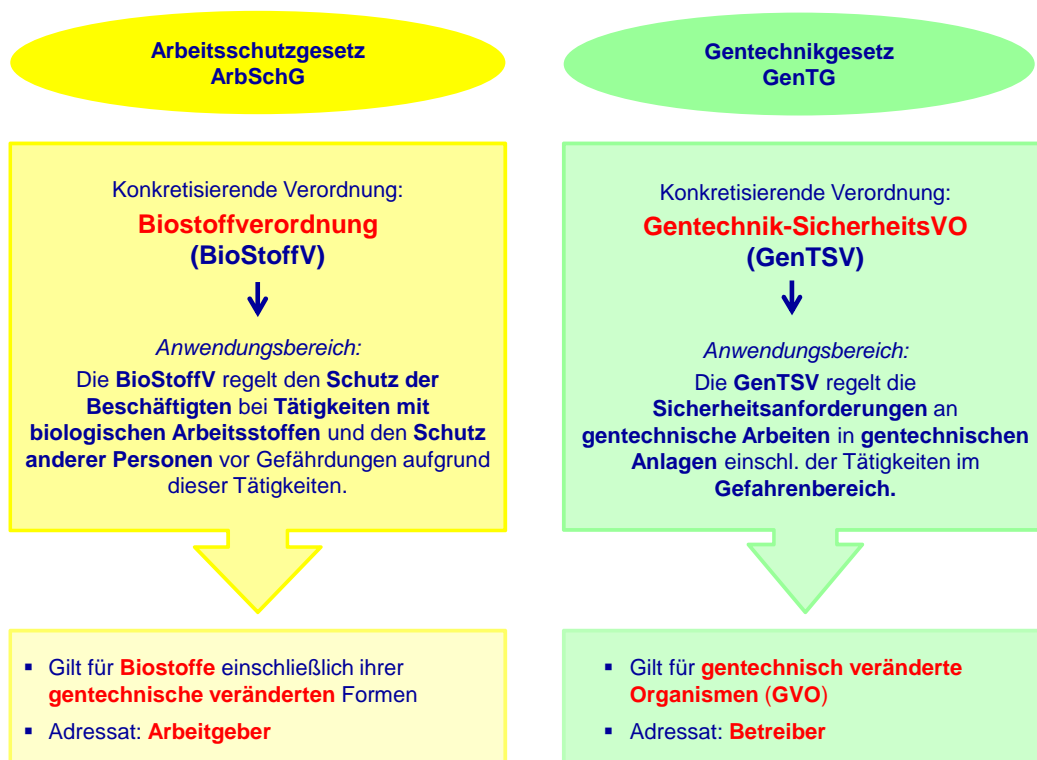 Arbeitsschutzgesetz
ArbSchG
Konkretisierende Verordnung:
Biostoffverordnung
(BioStoffV)
Anwendungsbereich:
Die BioStoffV regelt den Schutz der
Beschäftigten bei Tätigkeiten mit
biologischen Arbeitsstoffen und den Schutz
anderer Personen vor Gefährdungen aufgrund
dieser Tätigkeiten.
▪ Gilt für Biostoffe einschließlich ihrer
gentechnische veränderten Formen
▪ Adressat: Arbeitgeber
Gentechnikgesetz
GenTG
Konkretisierende Verordnung:
Gentechnik-SicherheitsVO
(GenTSV)
Anwendungsbereich:
Die GenTSV regelt die
Sicherheitsanforderungen an
gentechnische Arbeiten in gentechnischen
Anlagen einschl. der Tätigkeiten im
Gefahrenbereich.
▪ Gilt für gentechnisch veränderte
Organismen (GVO)
▪ Adressat: Betreiber